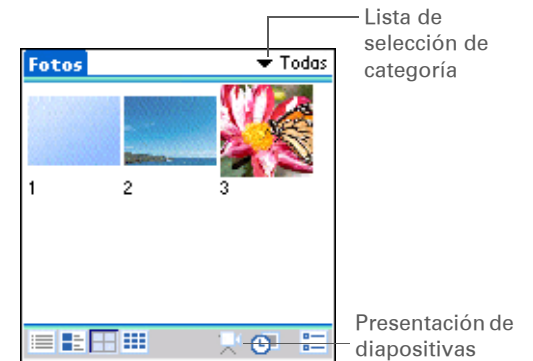 Lista de
selección de
categoría
Fotos
Todas
1 2 3
Presentación de
diapositivas